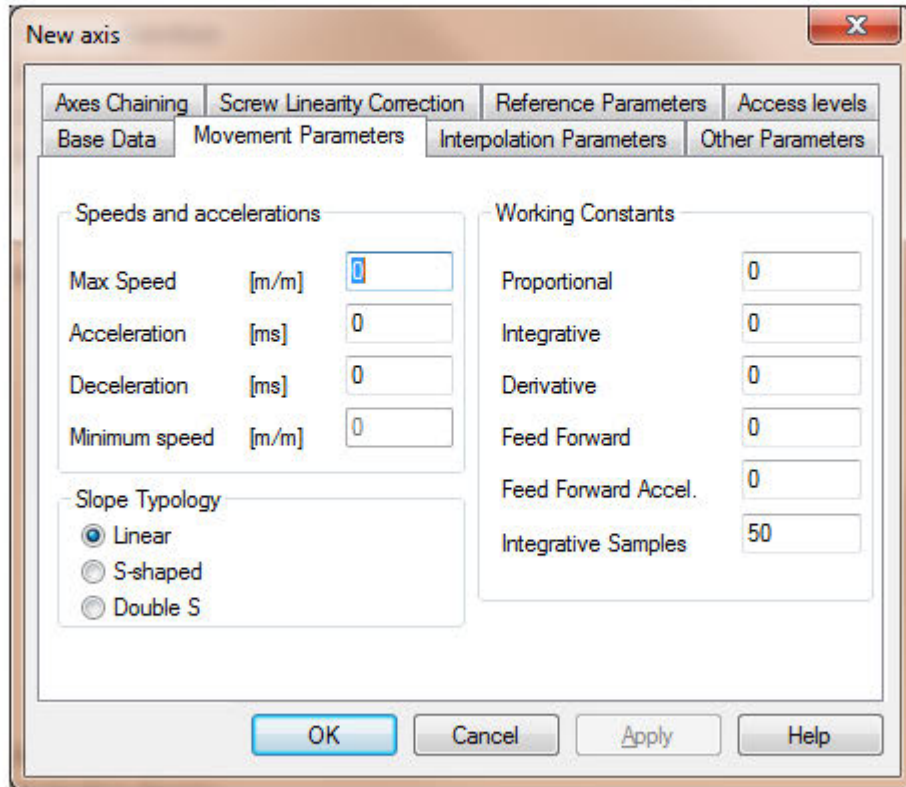 New axis
Axes Chaining Screw Linearity Correction Reference Parameters Access levels
Base Data Movement Parameters Interpolation Parameters Other Parameters
Speeds and accelerations
Max Speed [m/m] 0
Acceleration [ms] 0
Deceleration [ms] 0
Minimum speed [m/m] 0
Slope Typology
Linear
S-shaped
Double S
Working Constants
Proportional 0
Integrative 0
Derivative 0
Feed Forward 0
Feed Forward Accel. 0
Integrative Samples 50
OK Cancel Apply Help